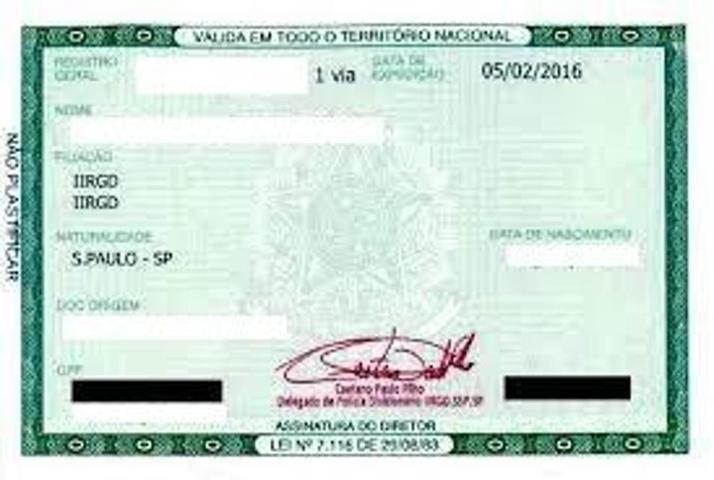 VÁLIDA EM TODO O TERRITÓRIO NACIONAL
REGISTRO GERAL
1 via
DATA DE EXPEDIÇÃO
05/02/2016
NOME
FILIAÇÃO
IIRGD
IIRGD
NATURALIDADE
S.PAULO - SP
DATA DE NASCIMENTO
DOC ORIGEM
CPF
Caetano Paulo Filho
Delegado de Polícia Divisionário IIRGD.SSP.SP
ASSINATURA DO DIRETOR
LEI Nº 7.116 DE 29/08/83
NÃO PLASTIFICAR